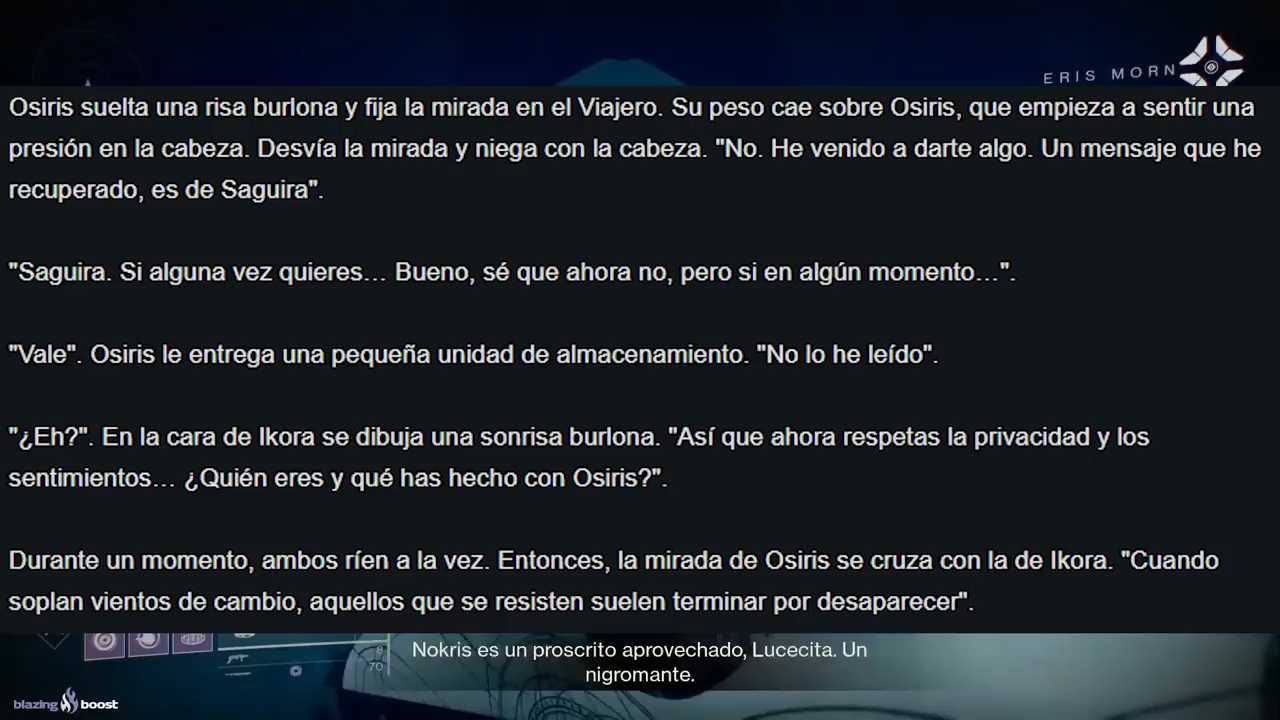 ERIS MORN
Osiris suelta una risa burlona y fija la mirada en el Viajero. Su peso cae sobre Osiris, que empieza a sentir una
presión en la cabeza. Desvía la mirada y niega con la cabeza. "No. He venido a darte algo. Un mensaje que he
recuperado, es de Saguira".
"Saguira. Si alguna vez quieres… Bueno, sé que ahora no, pero si en algún momento…".
"Vale". Osiris le entrega una pequeña unidad de almacenamiento. "No lo he leído".
"¿Eh?". En la cara de Ikora se dibuja una sonrisa burlona. "Así que ahora respetas la privacidad y los
sentimientos… ¿Quién eres y qué has hecho con Osiris?".
Durante un momento, ambos ríen a la vez. Entonces, la mirada de Osiris se cruza con la de Ikora. "Cuando
soplan vientos de cambio, aquellos que se resisten suelen terminar por desaparecer".
70
Nokris es un proscrito aprovechado, Lucecita. Un
nigromante.
blazing boost